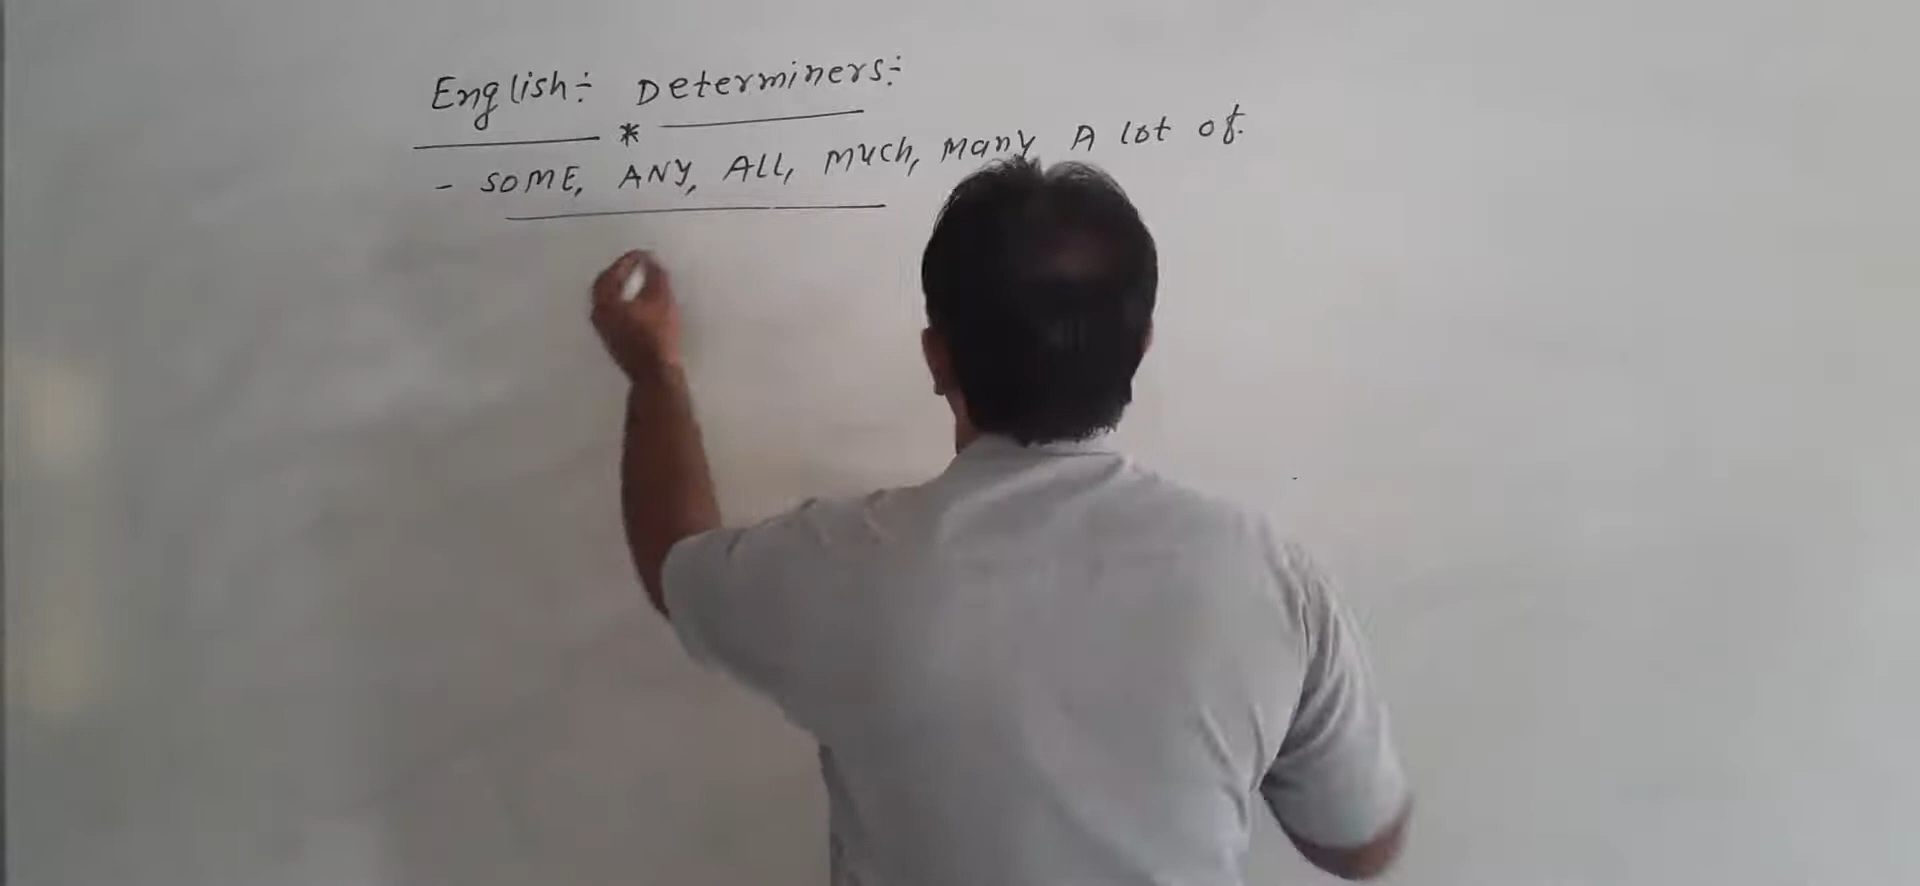 English:- Determiners:-
*
- SOME, ANY, ALL, Much, Many A lot of.